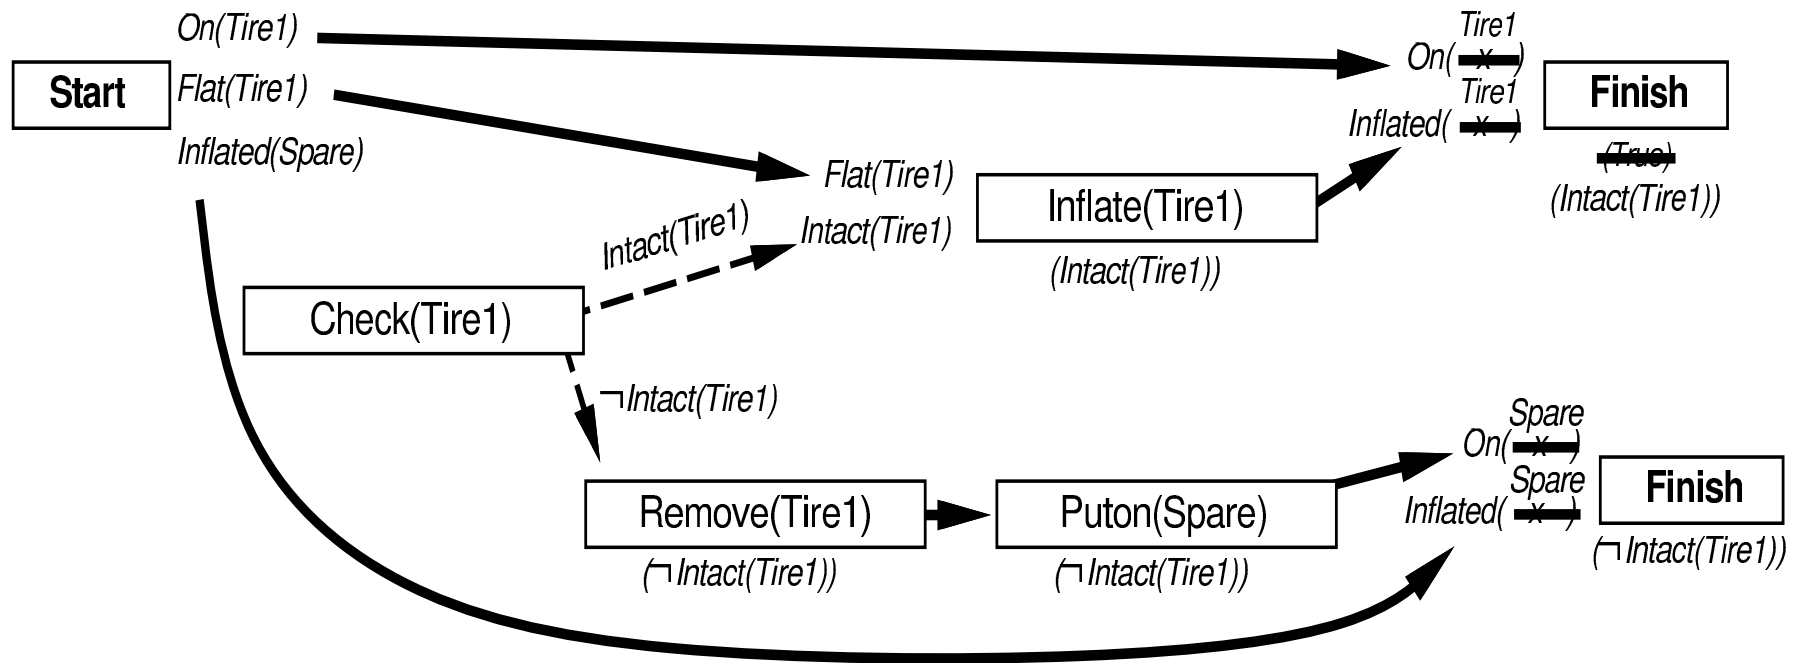 On(Tire1)
Start
Flat(Tire1)
Inflated(Spare)
Tire1
On( x )
Tire1
Inflated( x )
Finish
(True)
(Intact(Tire1))
Flat(Tire1)
Intact(Tire1)
Inflate(Tire1)
(Intact(Tire1))
Intact(Tire1)
Check(Tire1)
¬Intact(Tire1)
Remove(Tire1)
(¬Intact(Tire1))
Puton(Spare)
(¬Intact(Tire1))
Spare
On( x )
Spare
Inflated( x )
Finish
(¬Intact(Tire1))